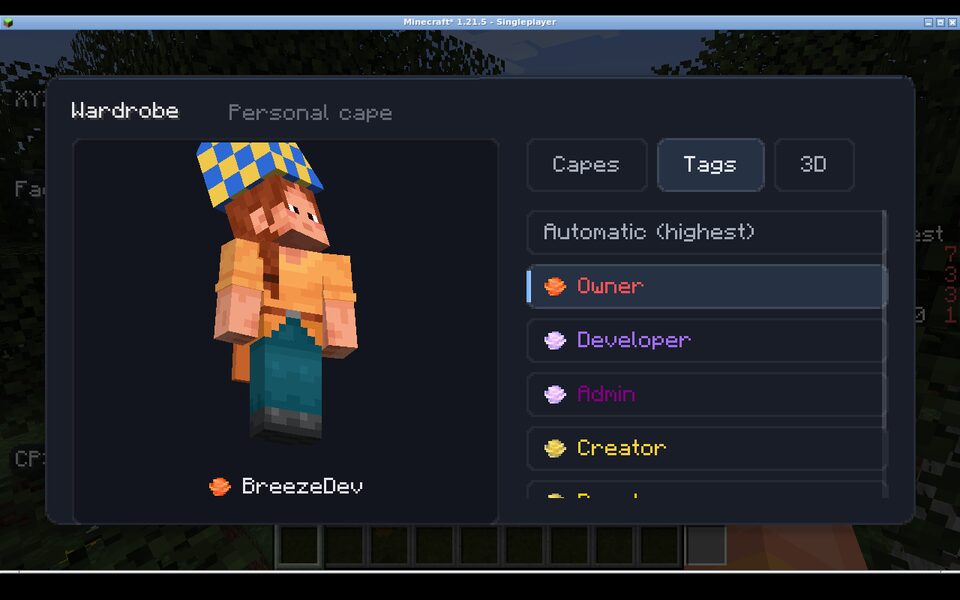 Minecraft* 1.21.5 - Singleplayer
Wardrobe
Personal cape
Capes
Tags
3D
Automatic (highest)
Owner
Developer
Admin
Creator
BreezeDev